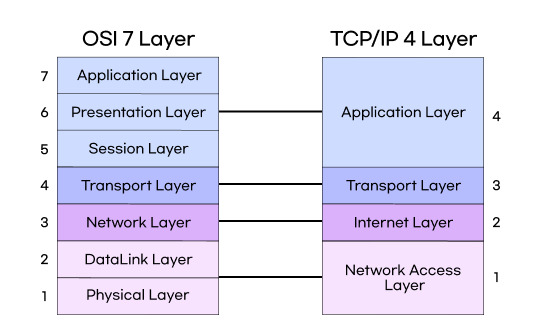 OSI 7 Layer
TCP/IP 4 Layer
7
Application Layer
6
Presentation Layer
5
Session Layer
4
Transport Layer
3
Network Layer
2
DataLink Layer
1
Physical Layer
Application Layer
4
Transport Layer
3
Internet Layer
2
Network Access
Layer
1